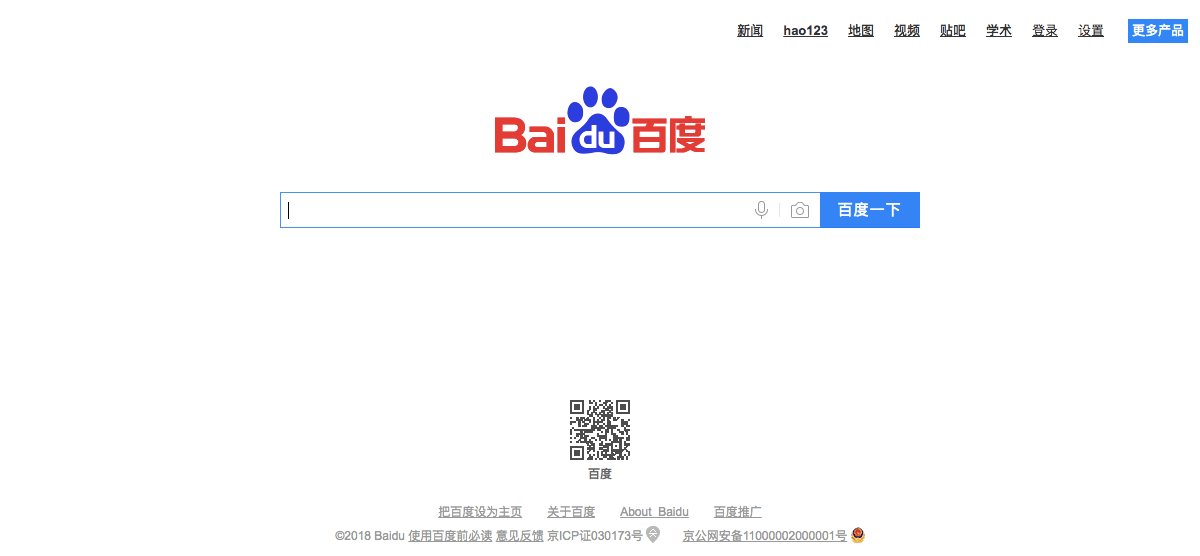 新闻 hao123 地图 视频 贴吧 学术 登录 设置 更多产品
Baidu百度
百度一下
百度
把百度设为主页 关于百度 About Baidu 百度推广
©2018 Baidu 使用百度前必读 意见反馈 京ICP证030173号 京公网安备11000002000001号